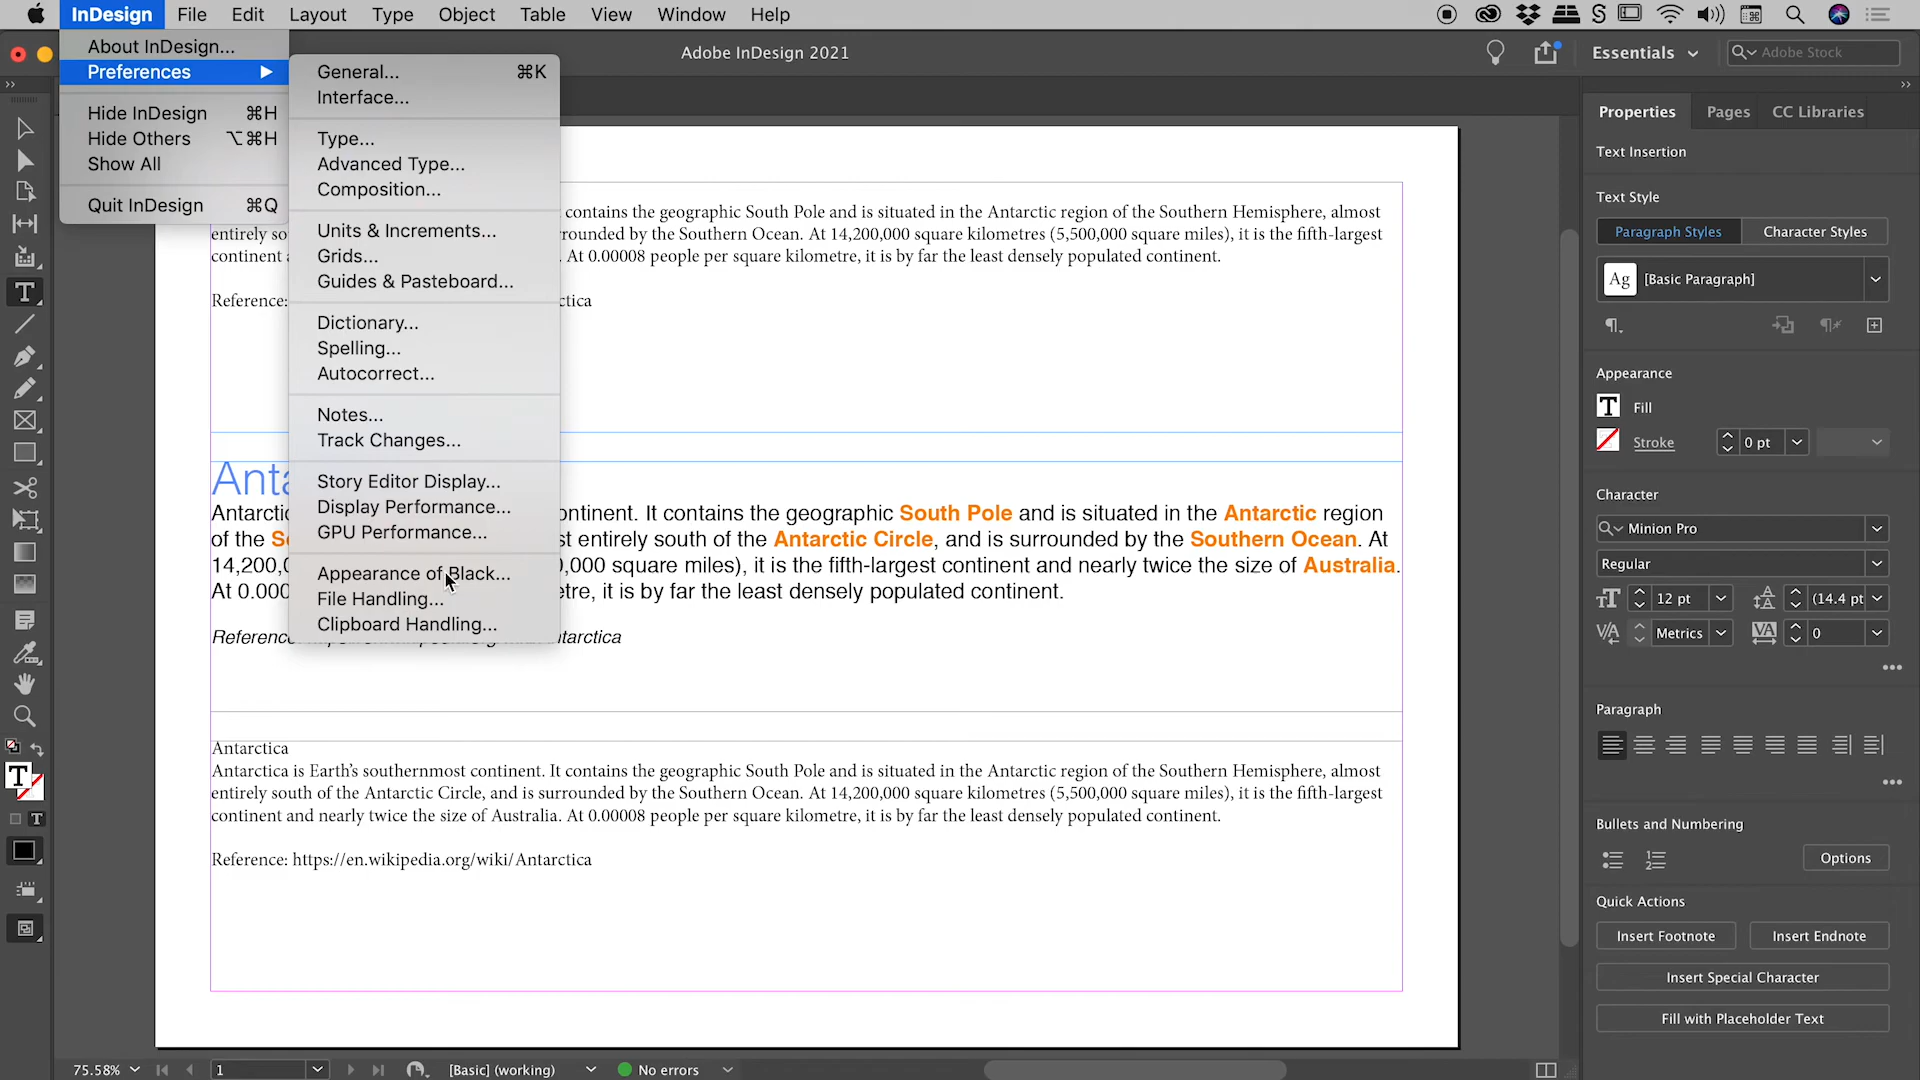 InDesign File Edit Layout Type Object Table View Window Help
Adobe InDesign 2021
Essentials
Adobe Stock
About InDesign...
Preferences
Hide InDesign ⌘H
Hide Others ⌥⌘H
Show All
Quit InDesign ⌘Q
General... ⌘K
Interface...
Type...
Advanced Type...
Composition...
Units & Increments...
Grids...
Guides & Pasteboard...
Dictionary...
Spelling...
Autocorrect...
Notes...
Track Changes...
Story Editor Display...
Display Performance...
GPU Performance...
Appearance of Black...
File Handling...
Clipboard Handling...
contains the geographic South Pole and is situated in the Antarctic region of the Southern Hemisphere, almost
entirely so rounded by the Southern Ocean. At 14,200,000 square kilometres (5,500,000 square miles), it is the fifth-largest
continent At 0.00008 people per square kilometre, it is by far the least densely populated continent.
Reference: ctica
Anta
Antarctic ontinent. It contains the geographic South Pole and is situated in the Antarctic region
of the S st entirely south of the Antarctic Circle, and is surrounded by the Southern Ocean. At
14,200,0 ,000 square miles), it is the fifth-largest continent and nearly twice the size of Australia.
At 0.000 etre, it is by far the least densely populated continent.
Reference: ntarctica
Antarctica
Antarctica is Earth’s southernmost continent. It contains the geographic South Pole and is situated in the Antarctic region of the Southern Hemisphere, almost
entirely south of the Antarctic Circle, and is surrounded by the Southern Ocean. At 14,200,000 square kilometres (5,500,000 square miles), it is the fifth-largest
continent and nearly twice the size of Australia. At 0.00008 people per square kilometre, it is by far the least densely populated continent.
Reference: https://en.wikipedia.org/wiki/Antarctica
Properties Pages CC Libraries
Text Insertion
Text Style
Paragraph Styles Character Styles
Ag [Basic Paragraph]
Appearance
Fill
Stroke 0 pt
Character
Minion Pro
Regular
12 pt (14.4 pt
Metrics 0
Paragraph
Bullets and Numbering
Options
Quick Actions
Insert Footnote Insert Endnote
Insert Special Character
Fill with Placeholder Text
75.58% 1 [Basic] (working) No errors